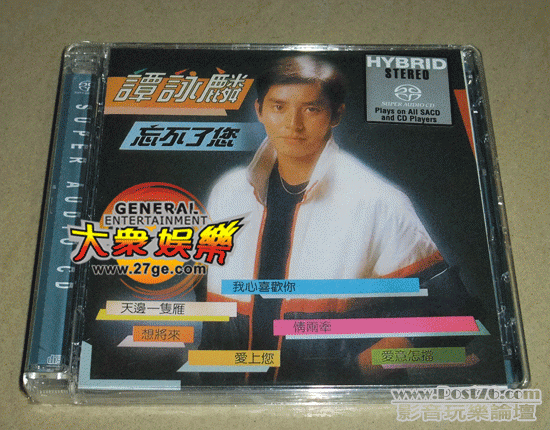 譚詠麟
忘不了您
HYBRID
STEREO
SUPER AUDIO CD
Plays on All SACD
and CD Players
SUPER AUDIO CD
GENERAL
ENTERTAINMENT
大衆娛樂
www.27ge.com
我心喜歡你
天邊一隻雁
情兩牽
想將來
愛上您
愛意怎擋
www.Post76.com
影音玩樂論壇